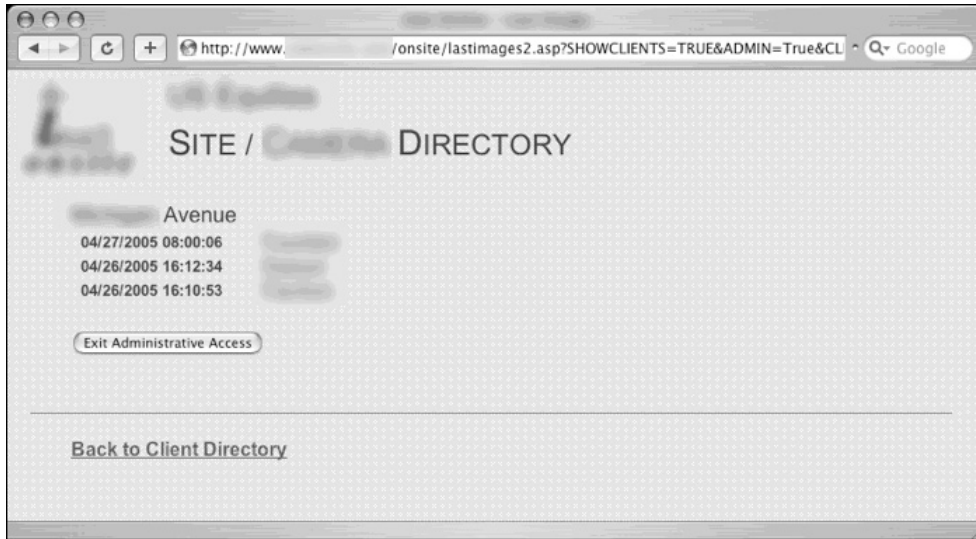 http://www. /onsite/lastimages2.asp?SHOWCLIENTS=TRUE&ADMIN=True&CL
Google
SITE / DIRECTORY
Avenue
04/27/2005 08:00:06
04/26/2005 16:12:34
04/26/2005 16:10:53
Exit Administrative Access
Back to Client Directory